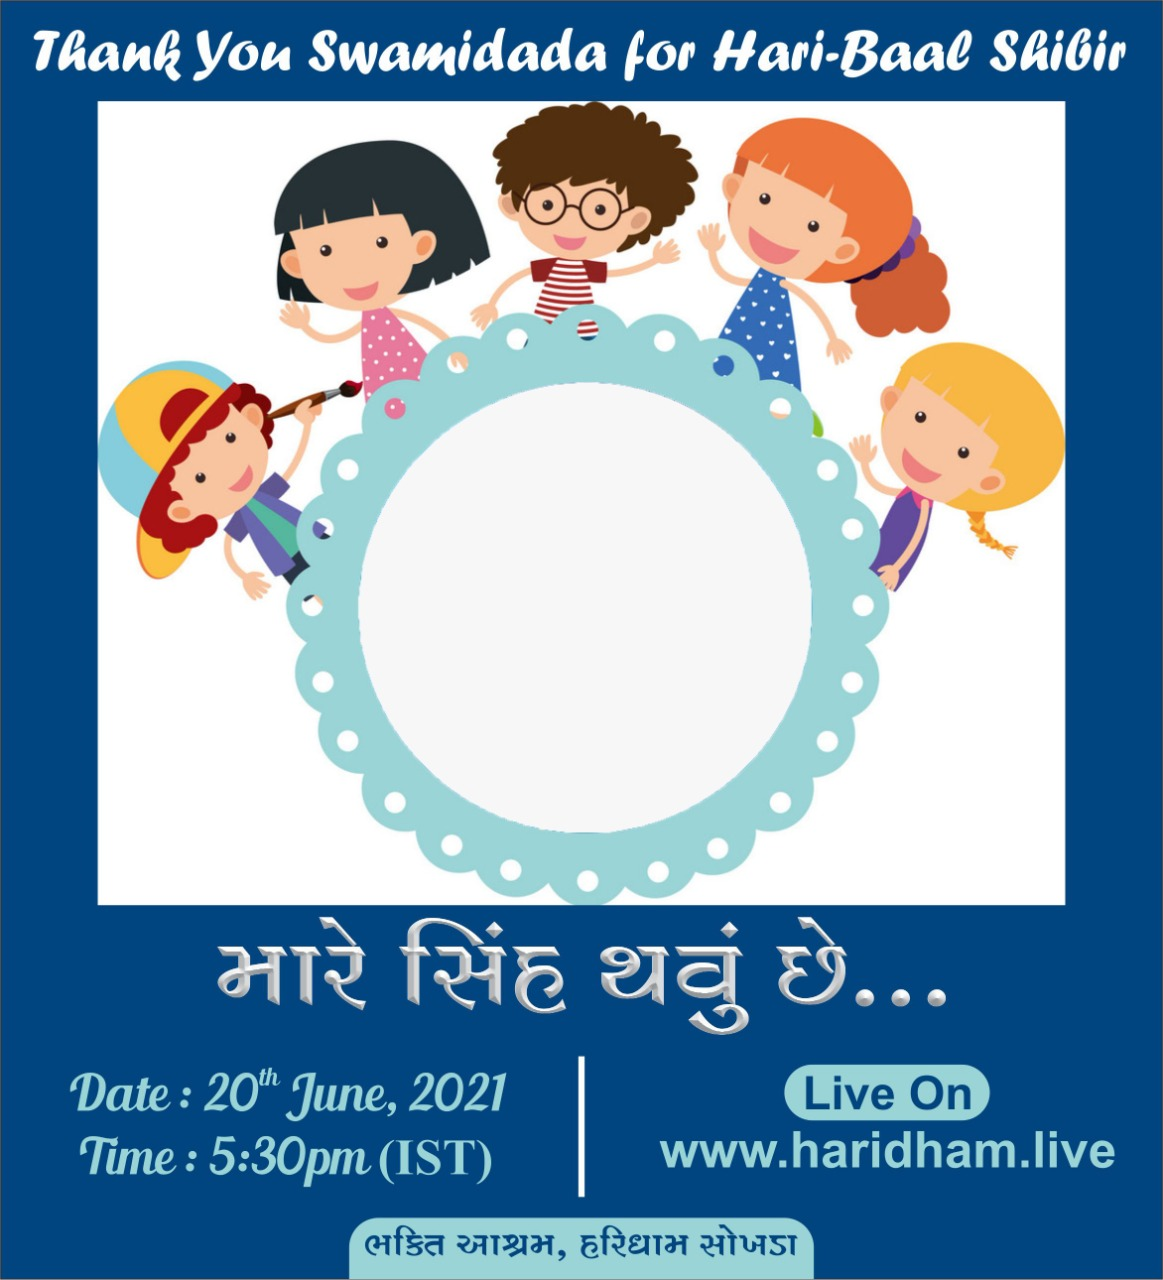 Thank You Swamidada for Hari-Baal Shibir
મારે સિંહ થવું છે...
Date : 20th June, 2021
Time : 5:30pm (IST)
Live On
www.haridham.live
ભક્તિ આશ્રમ, હરિધામ સોખડા